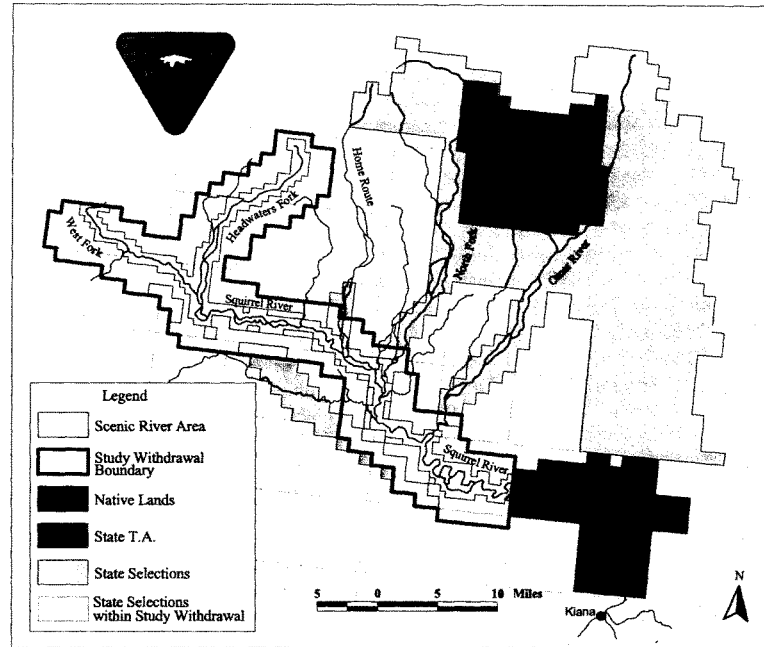 Home Route
Headwaters Fork
West Fork
North Fork
Omar River
Squirrel River
Squirrel River
Legend
Scenic River Area
Study Withdrawal
Boundary
Native Lands
State T.A.
State Selections
State Selections
within Study Withdrawal
5 0 5 10 Miles
N
Kiana